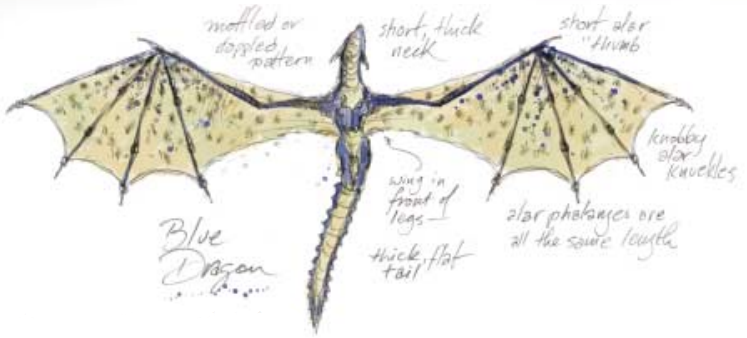 mottled or
dappled
pattern
short, thick
neck
short alar
"thumb
knobby
alar
knuckles
wing in
front of
legs
alar phalanges are
all the same length
thick, flat
tail
Blue
Dragon